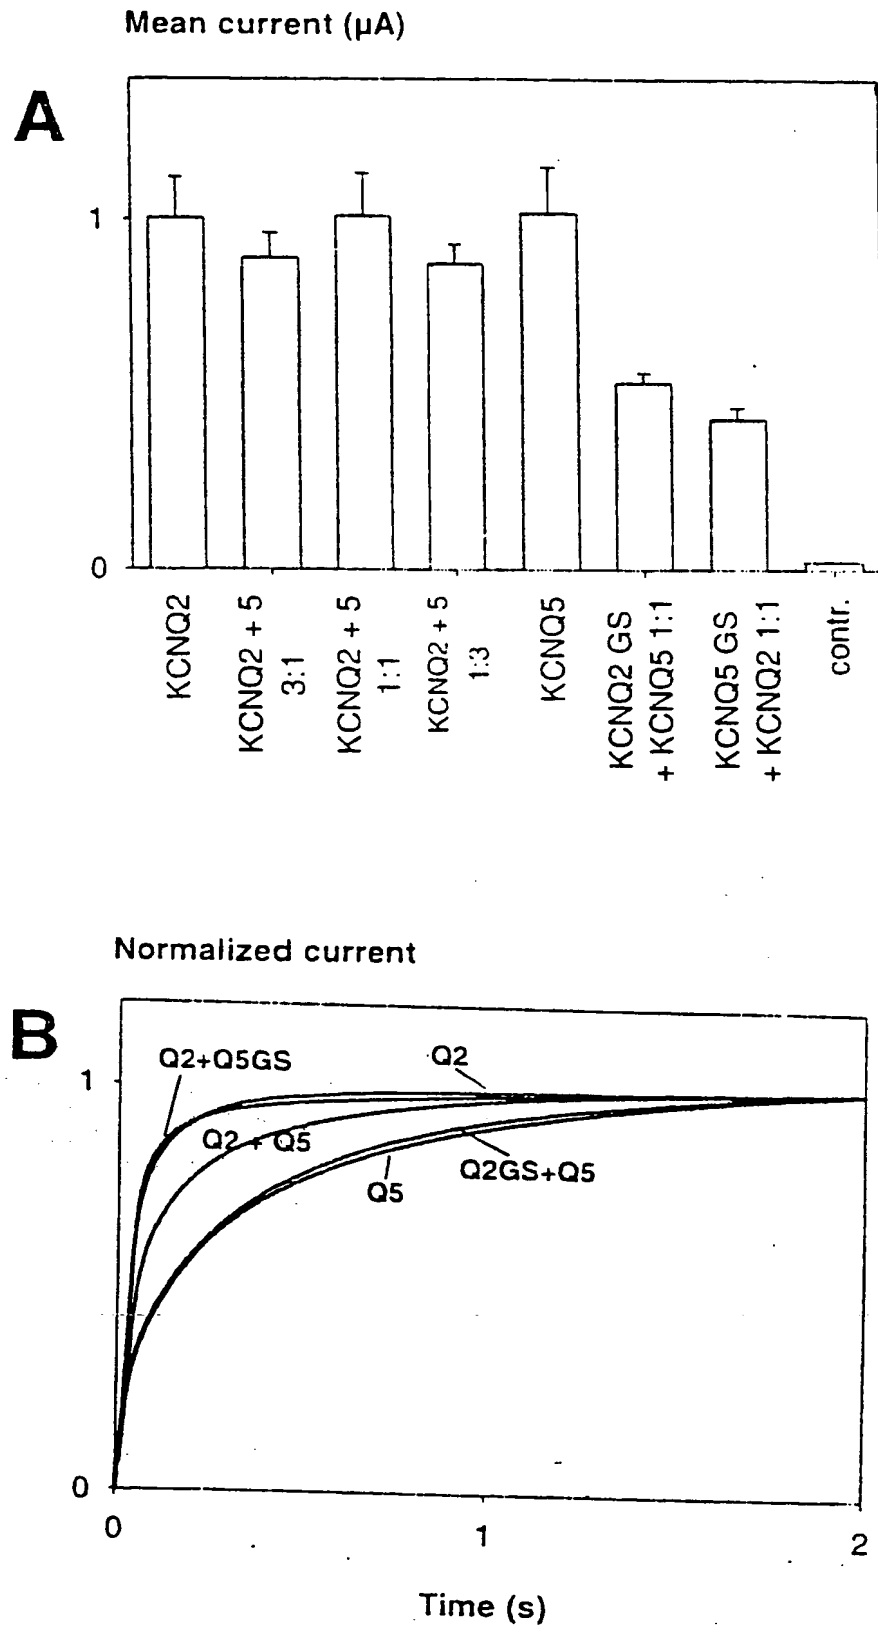 Mean current (µA)
A
1
0
KCNQ2
KCNQ2 + 5
3:1
KCNQ2 + 5
1:1
KCNQ2 + 5
1:3
KCNQ5
KCNQ2 GS
+ KCNQ5 1:1
KCNQ5 GS
+ KCNQ2 1:1
contr.
Normalized current
B
Q2+Q5GS
Q2
1
Q2 + Q5
Q2GS+Q5
Q5
0
0
1
2
Time (s)